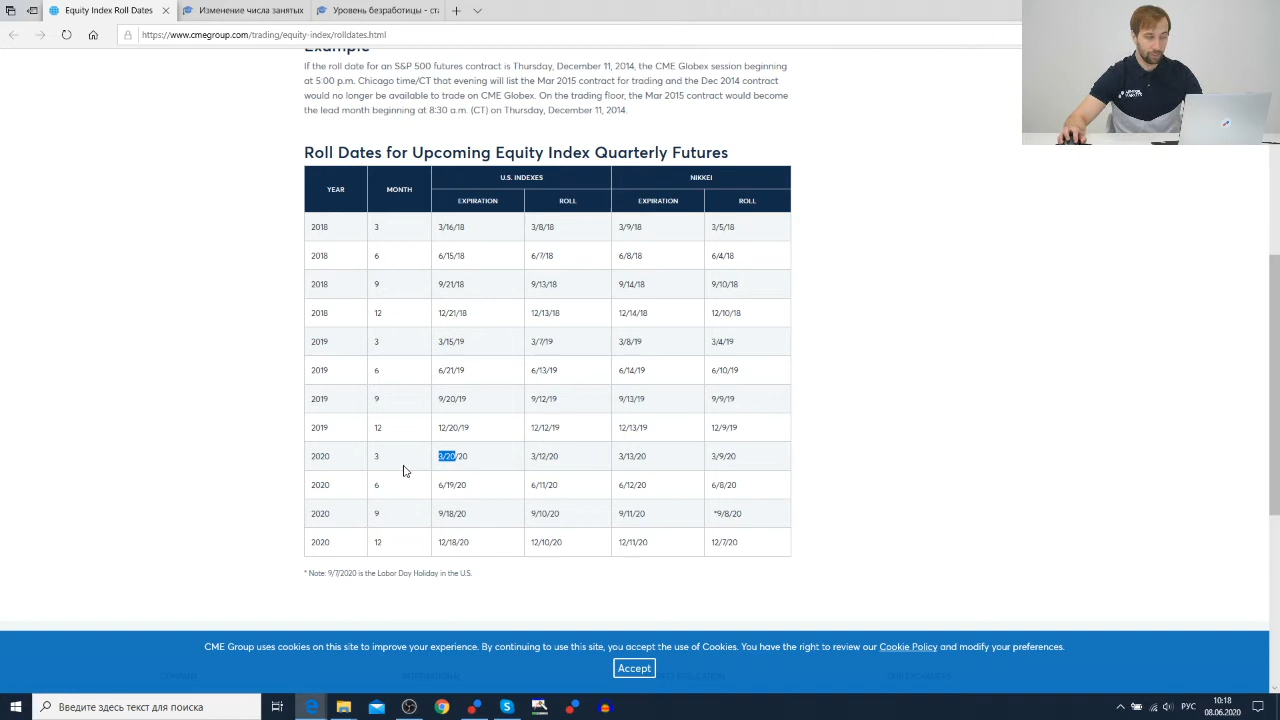 Equity Index Roll Dates
https://www.cmegroup.com/trading/equity-index/rolldates.html
Example
If the roll date for an S&P 500 futures contract is Thursday, December 11, 2014, the CME Globex session beginning
at 5:00 p.m. Chicago time/CT that evening will list the Mar 2015 contract for trading and the Dec 2014 contract
would no longer be available to trade on CME Globex. On the trading floor, the Mar 2015 contract would become
the lead month beginning at 8:30 a.m. (CT) on Thursday, December 11, 2014.
Roll Dates for Upcoming Equity Index Quarterly Futures
YEAR MONTH U.S. INDEXES NIKKEI
EXPIRATION ROLL EXPIRATION ROLL
2018 3 3/16/18 3/8/18 3/9/18 3/5/18
2018 6 6/15/18 6/7/18 6/8/18 6/4/18
2018 9 9/21/18 9/13/18 9/14/18 9/10/18
2018 12 12/21/18 12/13/18 12/14/18 12/10/18
2019 3 3/15/19 3/7/19 3/8/19 3/4/19
2019 6 6/21/19 6/13/19 6/14/19 6/10/19
2019 9 9/20/19 9/12/19 9/13/19 9/9/19
2019 12 12/20/19 12/12/19 12/13/19 12/9/19
2020 3 3/20/20 3/12/20 3/13/20 3/9/20
2020 6 6/19/20 6/11/20 6/12/20 6/8/20
2020 9 9/18/20 9/10/20 9/11/20 *9/8/20
2020 12 12/18/20 12/10/20 12/11/20 12/7/20
* Note: 9/7/2020 is the Labor Day Holiday in the U.S.
CME Group uses cookies on this site to improve your experience. By continuing to use this site, you accept the use of Cookies. You have the right to review our Cookie Policy and modify your preferences.
Accept
Введите здесь текст для поиска
РУС
10:18
08.06.2020